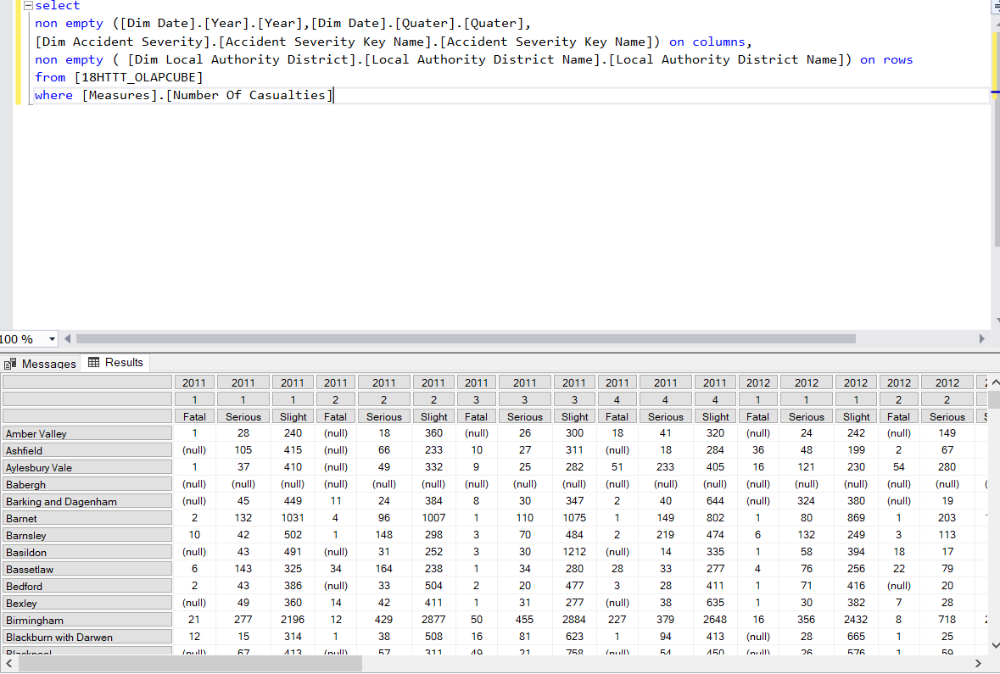 select
non empty ([Dim Date].[Year].[Year],[Dim Date].[Quater].[Quater],
[Dim Accident Severity].[Accident Severity Key Name].[Accident Severity Key Name]) on columns,
non empty ( [Dim Local Authority District].[Local Authority District Name].[Local Authority District Name]) on rows
from [18HTTT_OLAPCUBE]
where [Measures].[Number Of Casualties]
100 %
Messages Results
2011 2011 2011 2011 2011 2011 2011 2011 2011 2011 2011 2011 2012 2012 2012 2012 2012
1 1 1 2 2 2 3 3 3 4 4 4 1 1 1 2 2
Fatal Serious Slight Fatal Serious Slight Fatal Serious Slight Fatal Serious Slight Fatal Serious Slight Fatal Serious
Amber Valley 1 28 240 (null) 18 360 (null) 26 300 18 41 320 (null) 24 242 (null) 149
Ashfield (null) 105 415 (null) 66 233 10 27 311 (null) 18 284 36 48 199 2 67
Aylesbury Vale 1 37 410 (null) 49 332 9 25 282 51 233 405 16 121 230 54 280
Babergh (null) (null) (null) (null) (null) (null) (null) (null) (null) (null) (null) (null) (null) (null) (null) (null) (null)
Barking and Dagenham (null) 45 449 11 24 384 8 30 347 2 40 644 (null) 324 380 (null) 19
Barnet 2 132 1031 4 96 1007 1 110 1075 1 149 802 1 80 869 1 203
Barnsley 10 42 502 1 148 298 3 70 484 2 219 474 6 132 249 3 113
Basildon (null) 43 491 (null) 31 252 3 30 1212 (null) 14 335 1 58 394 18 17
Bassetlaw 6 143 325 34 164 238 1 34 280 28 33 277 4 76 256 22 79
Bedford 2 43 386 (null) 33 504 2 20 477 3 28 411 1 71 416 (null) 20
Bexley (null) 49 360 14 42 411 1 31 277 (null) 38 635 1 30 382 7 28
Birmingham 21 277 2196 12 429 2877 50 455 2884 227 379 2648 16 356 2432 8 718
Blackburn with Darwen 12 15 314 1 38 508 16 81 623 1 94 413 (null) 28 665 1 25
Blackpool (null) 67 413 (null) 57 311 49 21 758 (null) 54 450 (null) 26 576 1 59